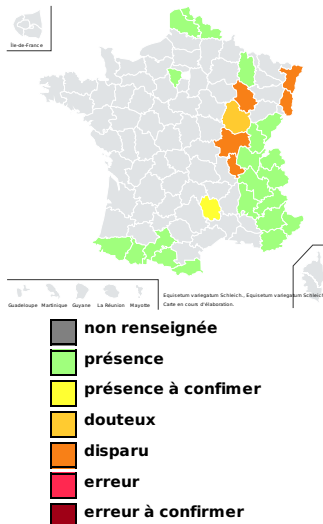 Île-de-France
Guadeloupe Martinique Guyane La Réunion Mayotte
Equisetum variegatum Schleich., Equisetum variegatum Schleich
Carte en cours d'élaboration.
non renseignée
présence
présence à confimer
douteux
disparu
erreur
erreur à confirmer